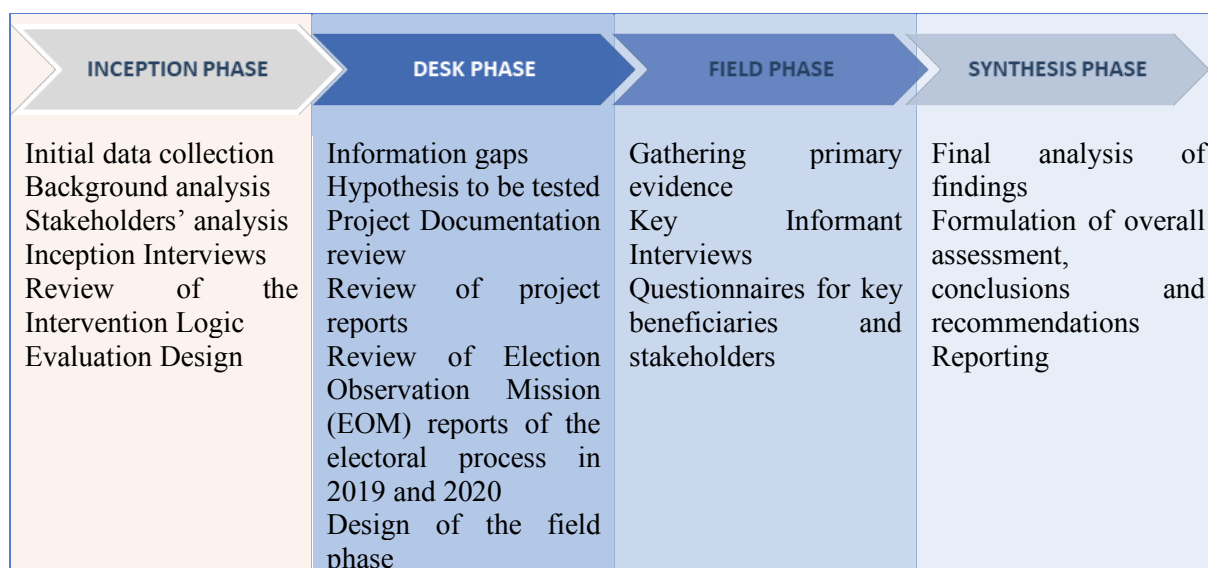 INCEPTION PHASE
Initial data collection
Background analysis
Stakeholders’ analysis
Inception Interviews
Review of the
Intervention Logic
Evaluation Design
DESK PHASE
Information gaps
Hypothesis to be tested
Project Documentation
review
Review of project
reports
Review of Election
Observation Mission
(EOM) reports of the
electoral process in
2019 and 2020
Design of the field
phase
FIELD PHASE
Gathering primary
evidence
Key Informant
Interviews
Questionnaires for key
beneficiaries and
stakeholders
SYNTHESIS PHASE
Final analysis of
findings
Formulation of overall
assessment,
conclusions and
recommendations
Reporting